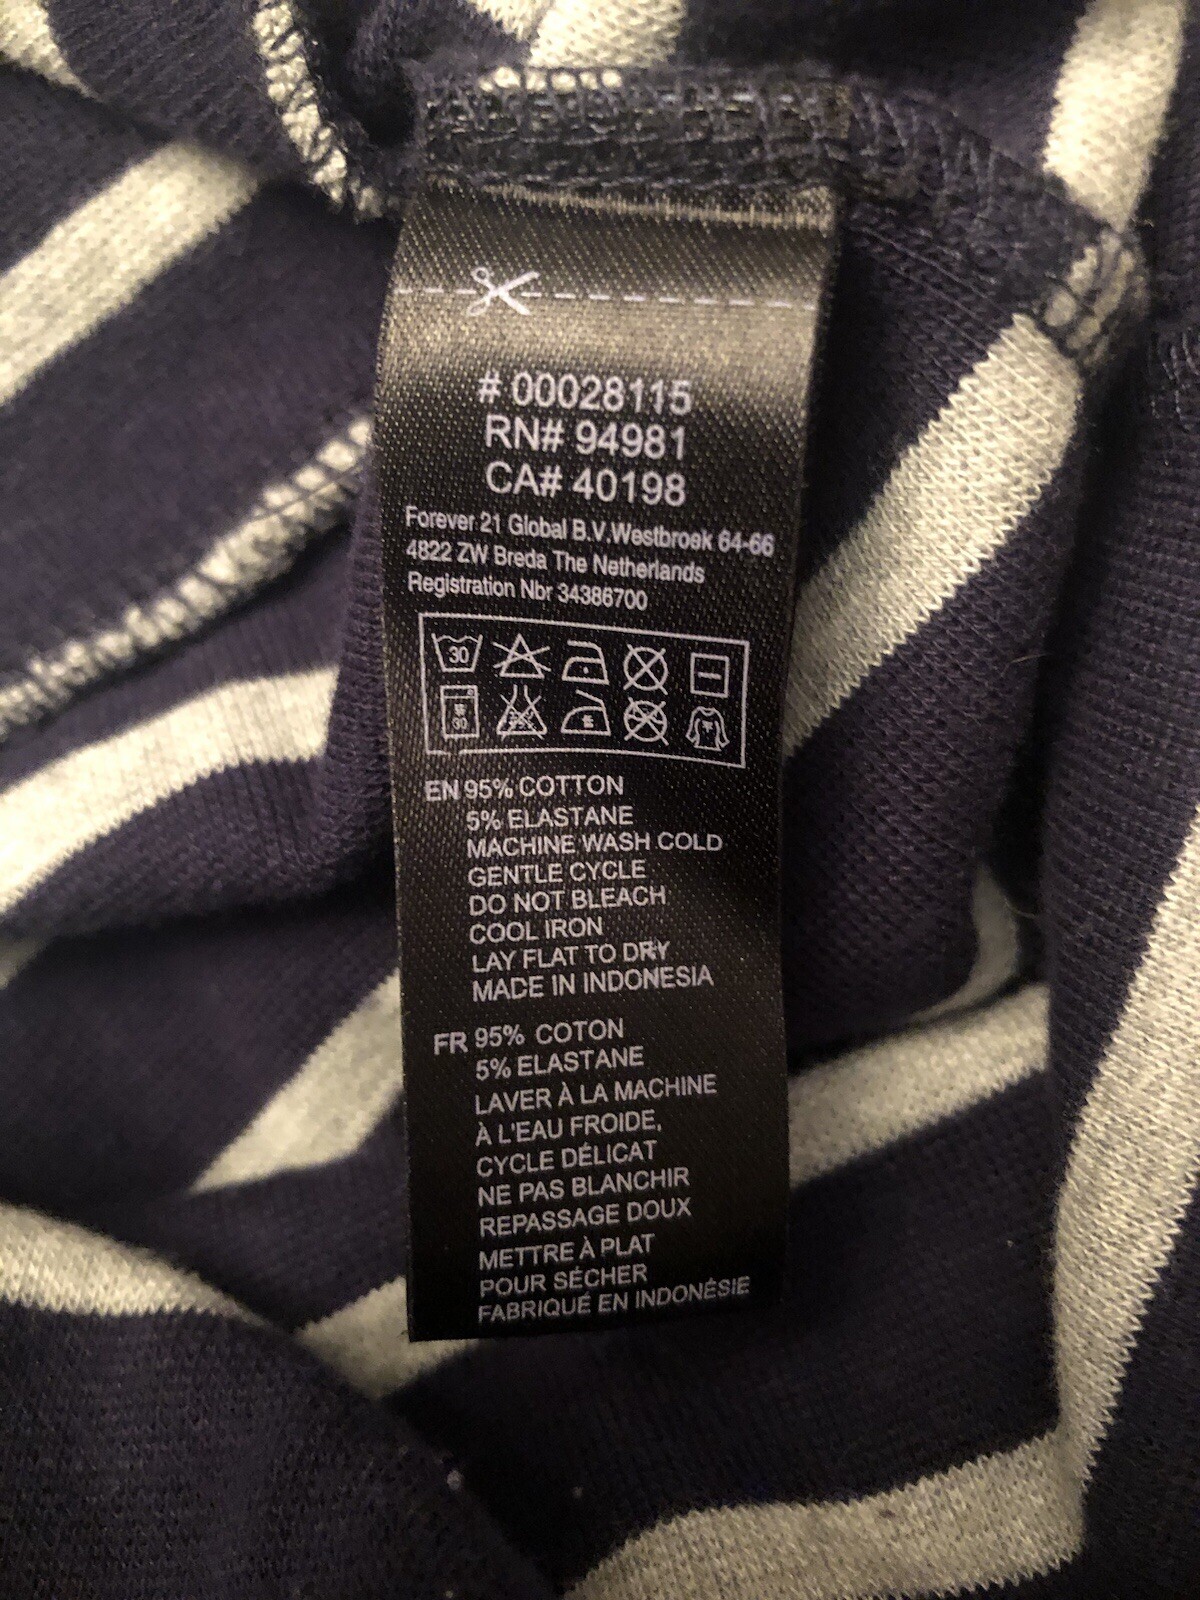 # 00028115
RN# 94981
CA# 40198
Forever 21 Global B.V.Westbroek 64-66
4822 ZW Breda The Netherlands
Registration Nbr 34386700
30
30
EN 95% COTTON
5% ELASTANE
MACHINE WASH COLD
GENTLE CYCLE
DO NOT BLEACH
COOL IRON
LAY FLAT TO DRY
MADE IN INDONESIA
FR 95% COTON
5% ELASTANE
LAVER À LA MACHINE
À L'EAU FROIDE,
CYCLE DÉLICAT
NE PAS BLANCHIR
REPASSAGE DOUX
METTRE À PLAT
POUR SÉCHER
FABRIQUÉ EN INDONÉSIE